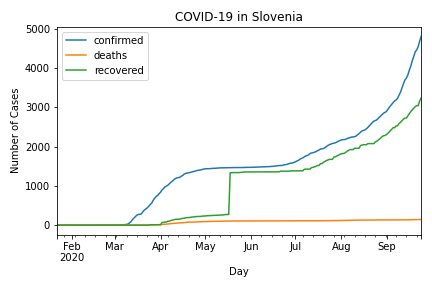 COVID-19 in Slovenia
confirmed
deaths
recovered
Number of Cases
5000
4000
3000
2000
1000
0
Feb Mar Apr May Jun Jul Aug Sep
2020
Day